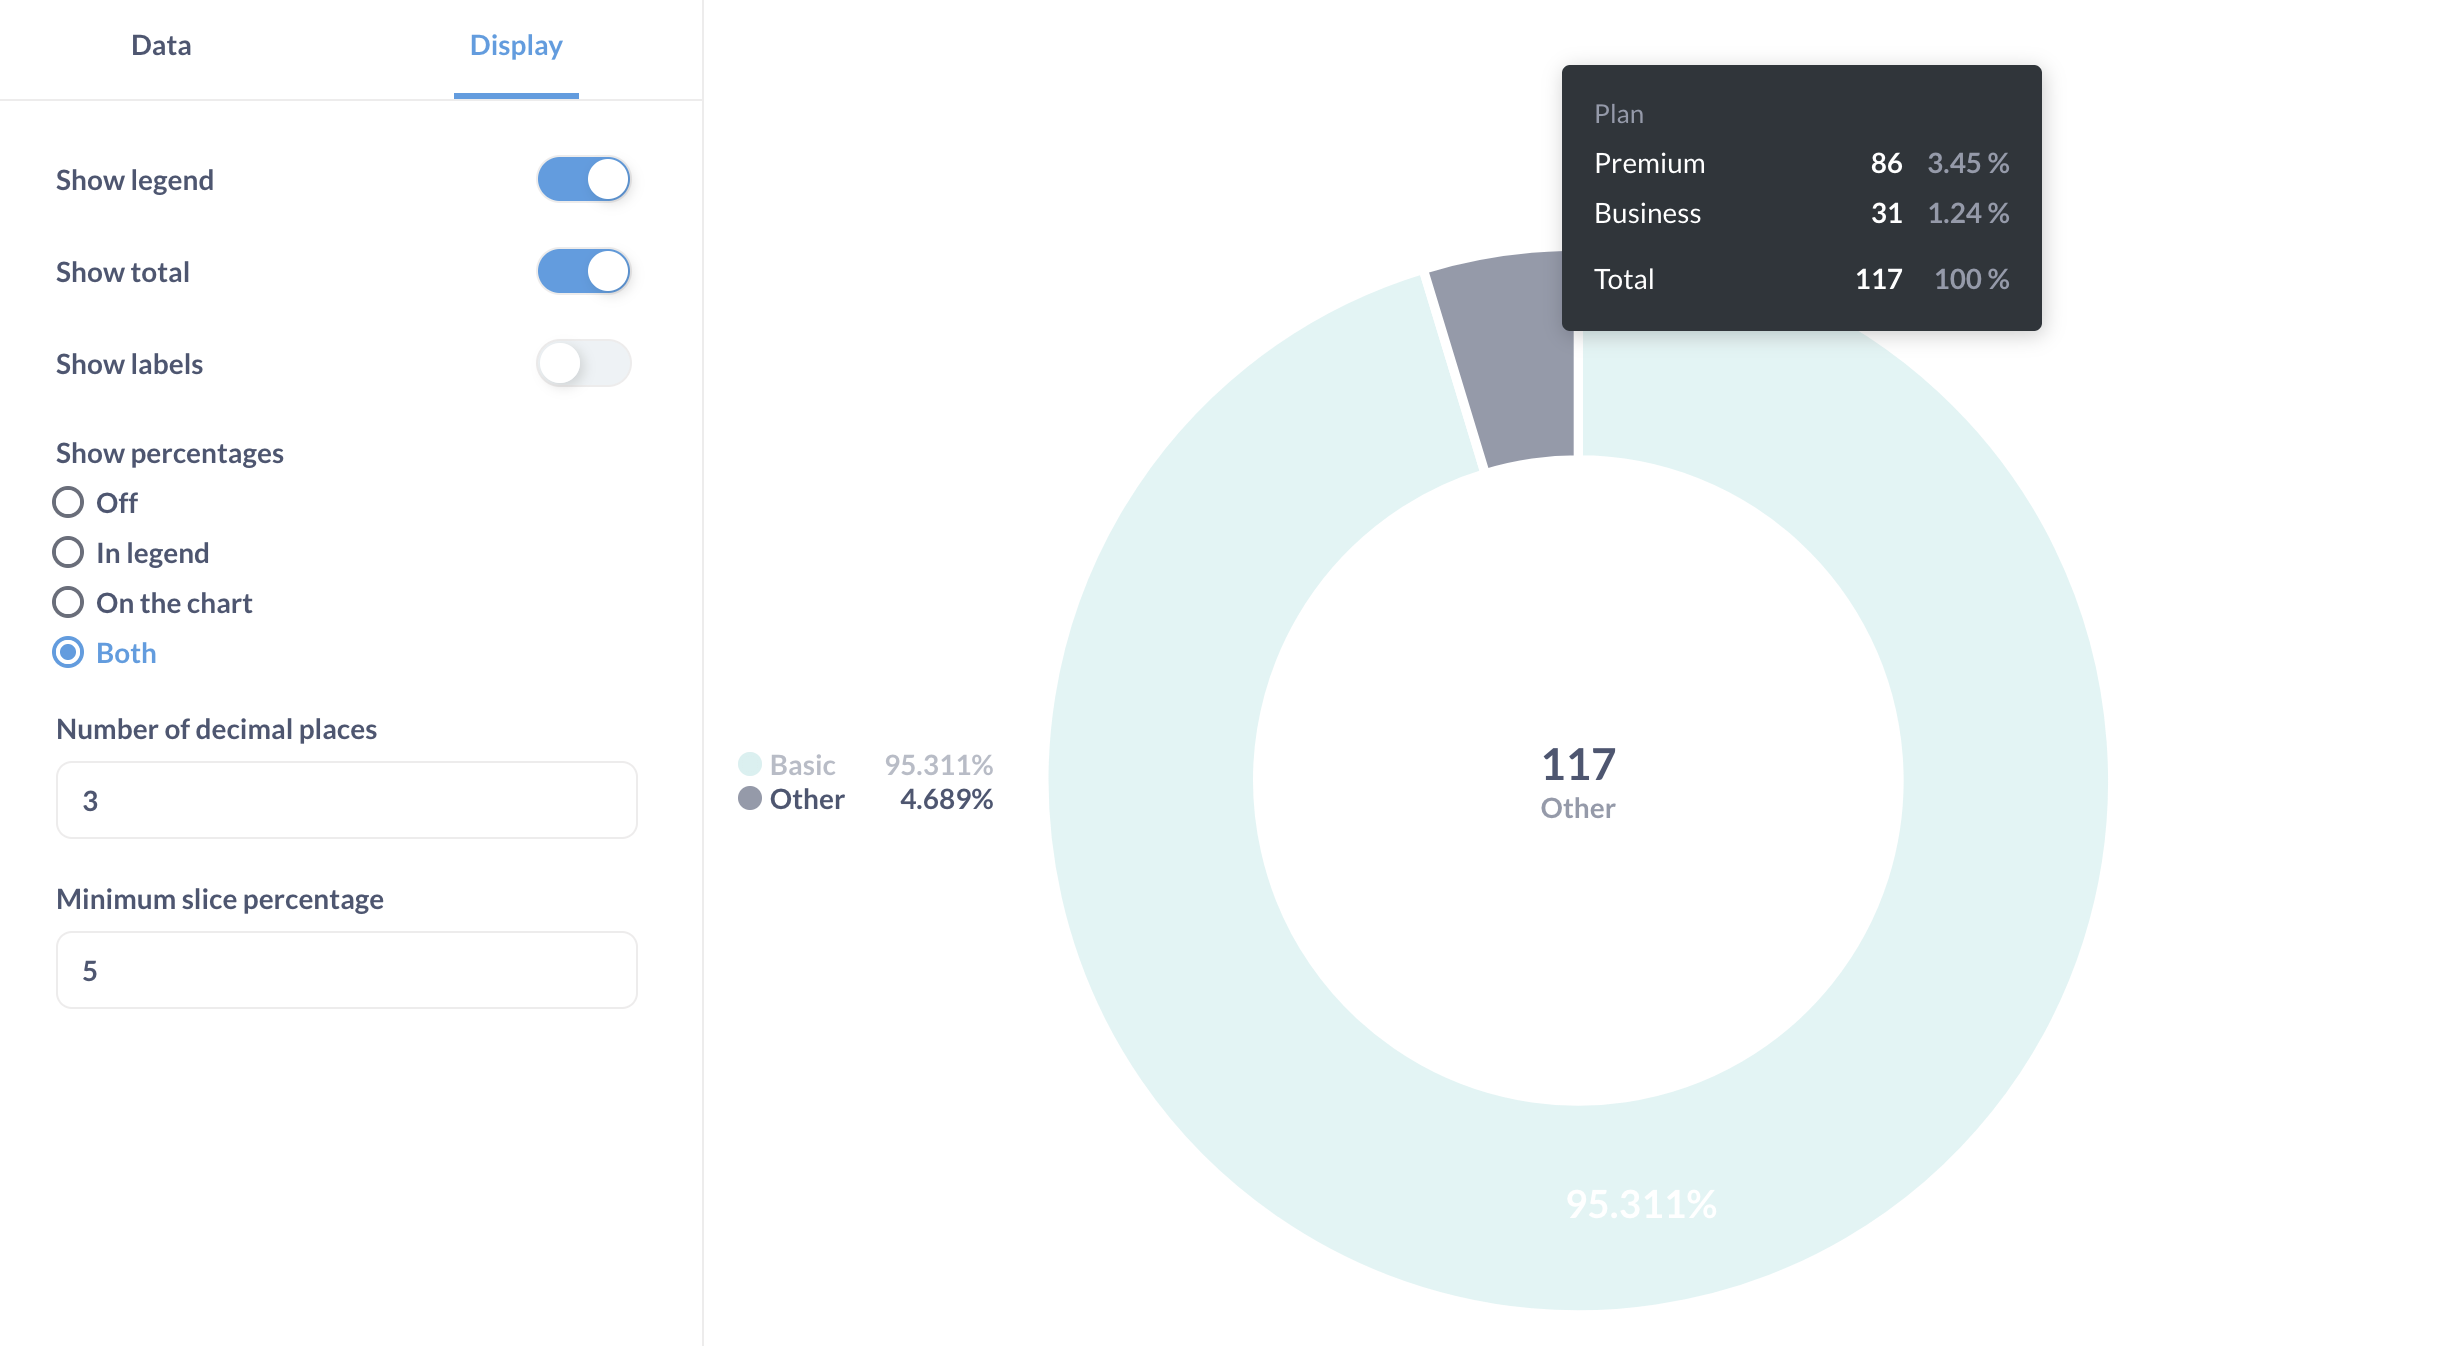 Data
Display
Show legend
Show total
Show labels
Show percentages
Off
In legend
On the chart
Both
Number of decimal places
3
Minimum slice percentage
5
Plan
Premium 86 3.45 %
Business 31 1.24 %
Total 117 100 %
Basic 95.311%
Other 4.689%
117
Other
95.311%